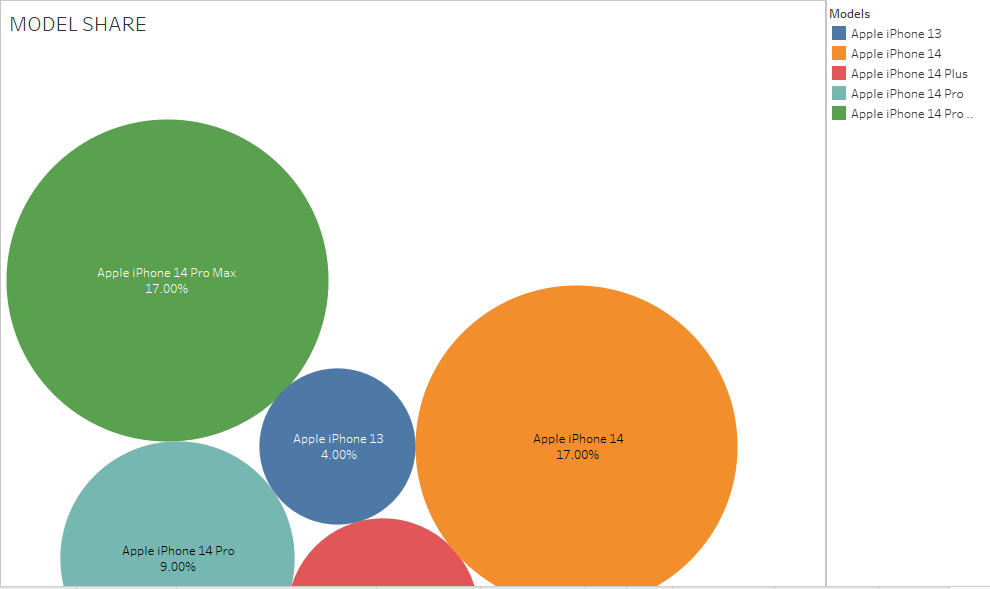 MODEL SHARE
Models
Apple iPhone 13
Apple iPhone 14
Apple iPhone 14 Plus
Apple iPhone 14 Pro
Apple iPhone 14 Pro ..
Apple iPhone 14 Pro Max
17.00%
Apple iPhone 13
4.00%
Apple iPhone 14
17.00%
Apple iPhone 14 Pro
9.00%